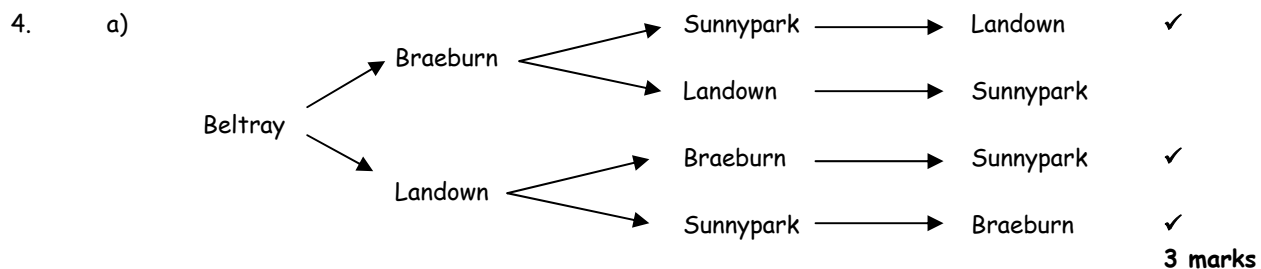 4. a) Sunnypark Landown ✓
Braeburn
Landown Sunnypark
Beltray
Braeburn Sunnypark ✓
Landown
Sunnypark Braeburn ✓
3 marks